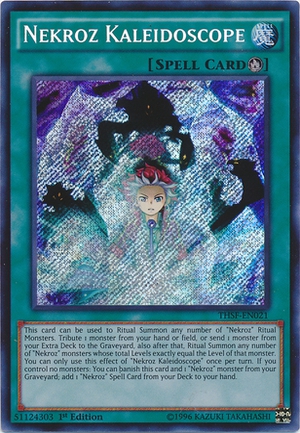 NEKROZ KALEIDOSCOPE
[SPELL CARD]
THSF-EN021
This card can be used to Ritual Summon any number of "Nekroz" Ritual
Monsters. Tribute 1 monster from your hand or field, or send 1 monster from
your Extra Deck to the Graveyard, also after that, Ritual Summon any number
of "Nekroz" monsters whose total Levels exactly equal the Level of that monster.
You can only use this effect of "Nekroz Kaleidoscope" once per turn. If you
control no monsters: You can banish this card and 1 "Nekroz" monster from your
Graveyard; add 1 "Nekroz" Spell Card from your Deck to your hand.
51124303
1ST Edition
©1996 KAZUKI TAKAHASHI